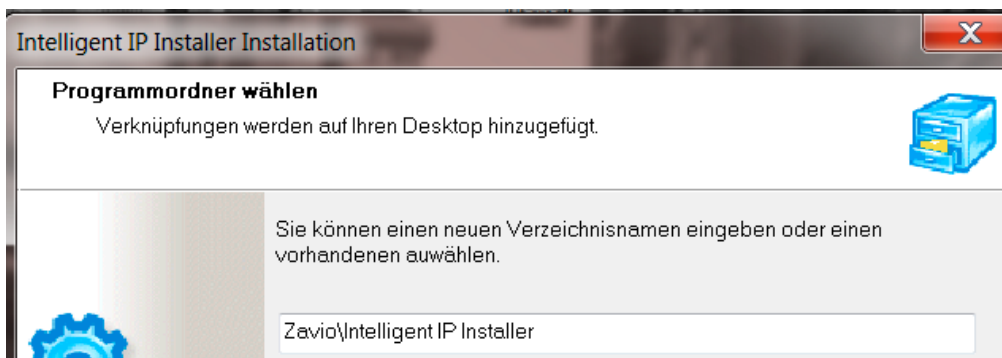 Intelligent IP Installer Installation
Programmordner wählen
Verknüpfungen werden auf Ihren Desktop hinzugefügt.
Sie können einen neuen Verzeichnisnamen eingeben oder einen
vorhandenen auwählen.
Zavio\Intelligent IP Installer